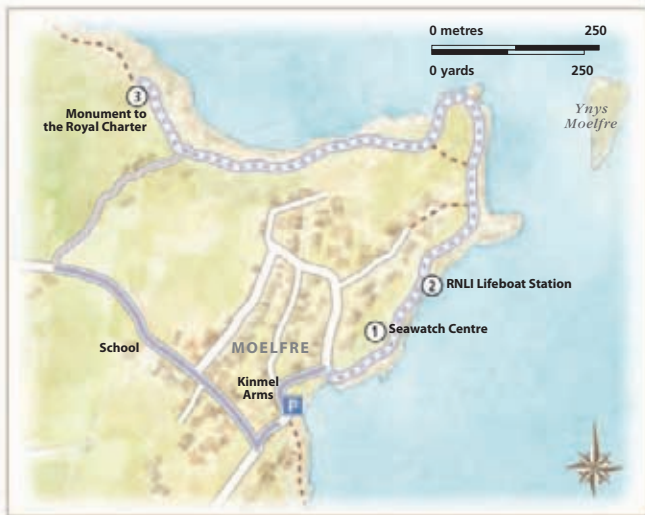 0 metres 250
0 yards 250
Ynys
Moelfre
3
Monument to
the Royal Charter
2 RNLI Lifeboat Station
1 Seawatch Centre
School
MOELFRE
Kinmel
Arms
P